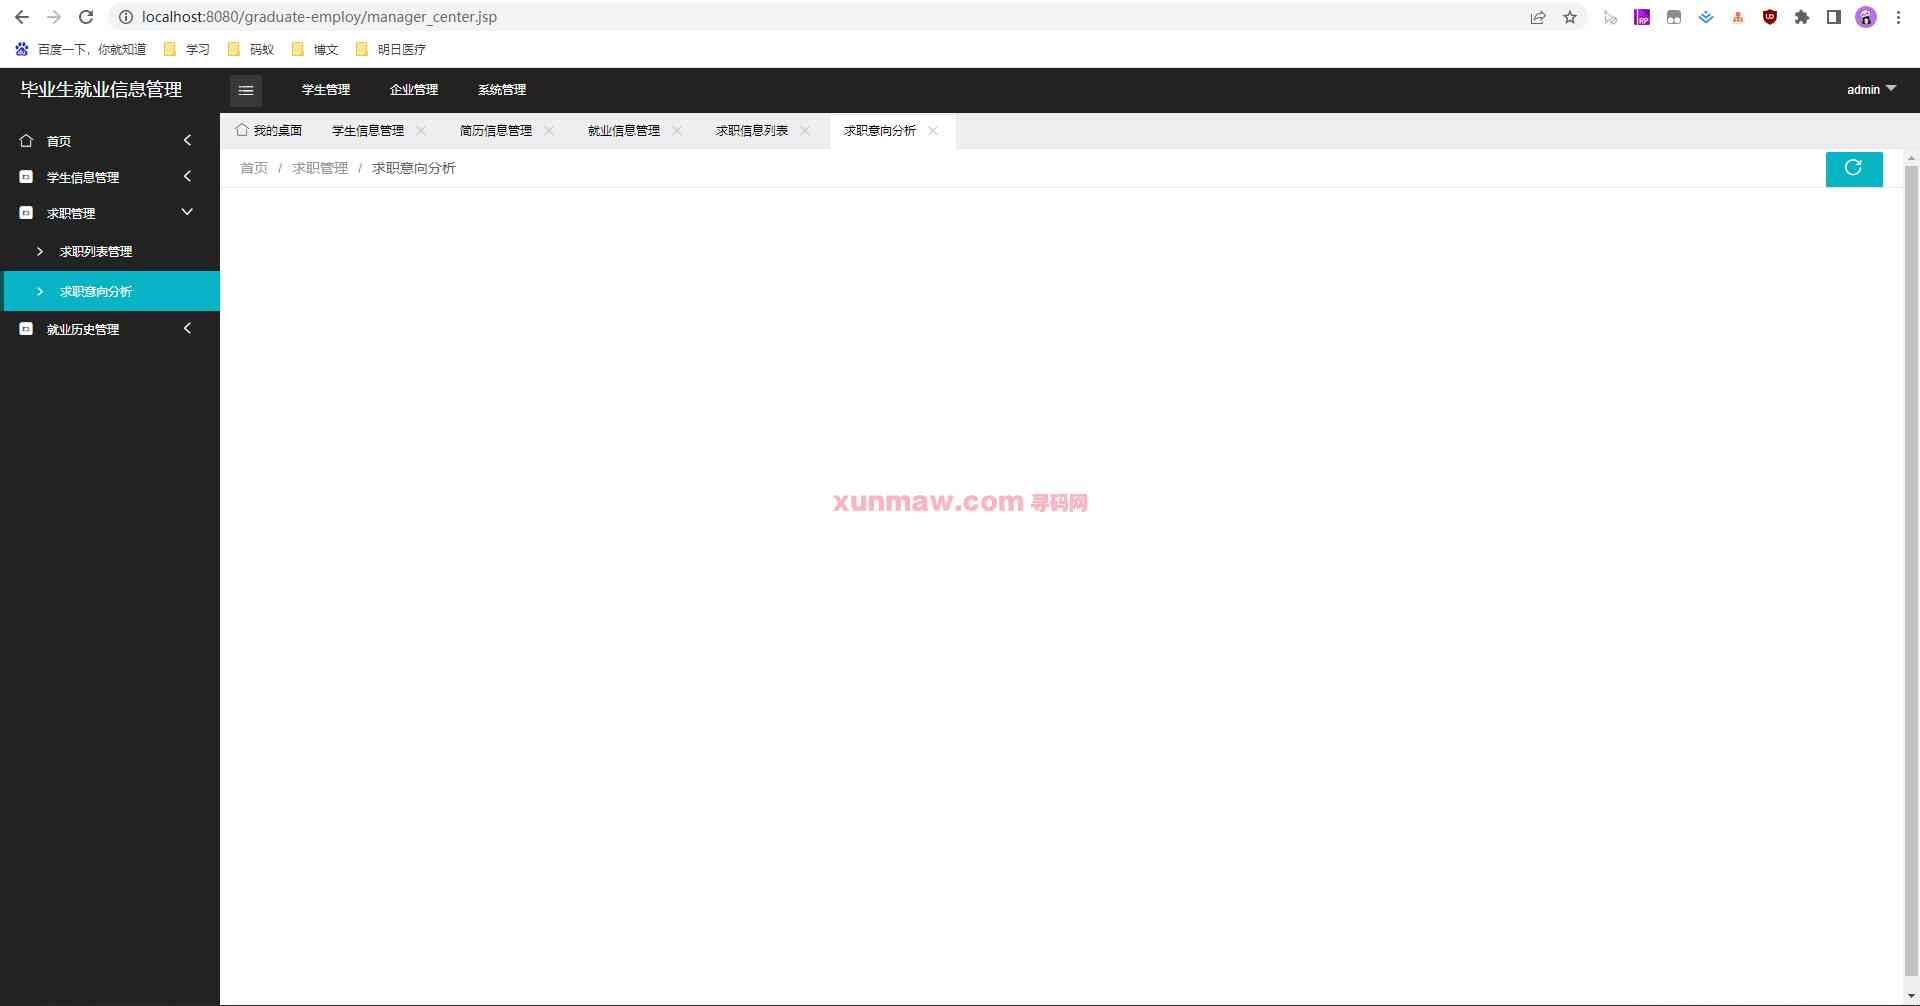 localhost:8080/graduate-employ/manager_center.jsp
百度一下，你就知道 学习 码蚁 博文 明日医疗
毕业生就业信息管理 学生管理 企业管理 系统管理 admin
我的桌面 学生信息管理 简历信息管理 就业信息管理 求职信息列表 求职意向分析
首页 / 求职管理 / 求职意向分析
首页
学生信息管理
求职管理
求职列表管理
求职意向分析
就业历史管理
xunmaw.com 寻码网